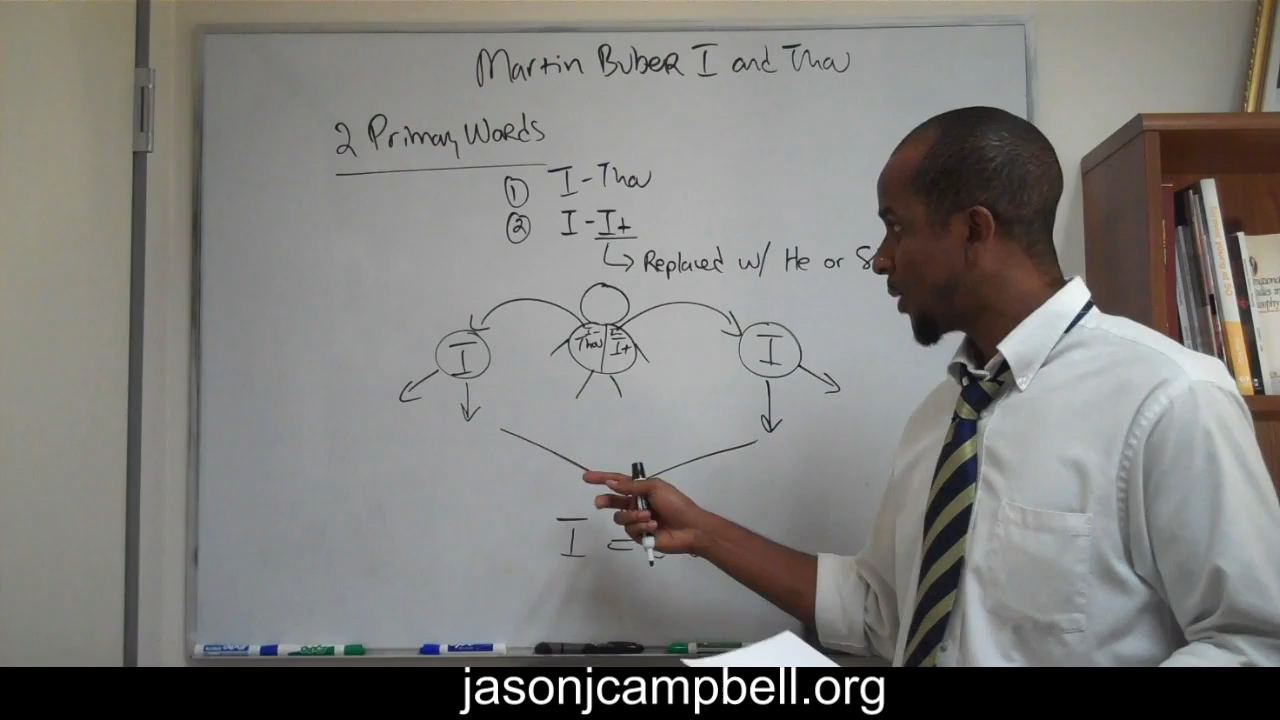 Martin Buber I and Thou
2 Primary Words
① I-Thou
② I-It
↳ Replaced w/ He or S
I-Thou
I-It
I
I
I =
jasonjcampbell.org